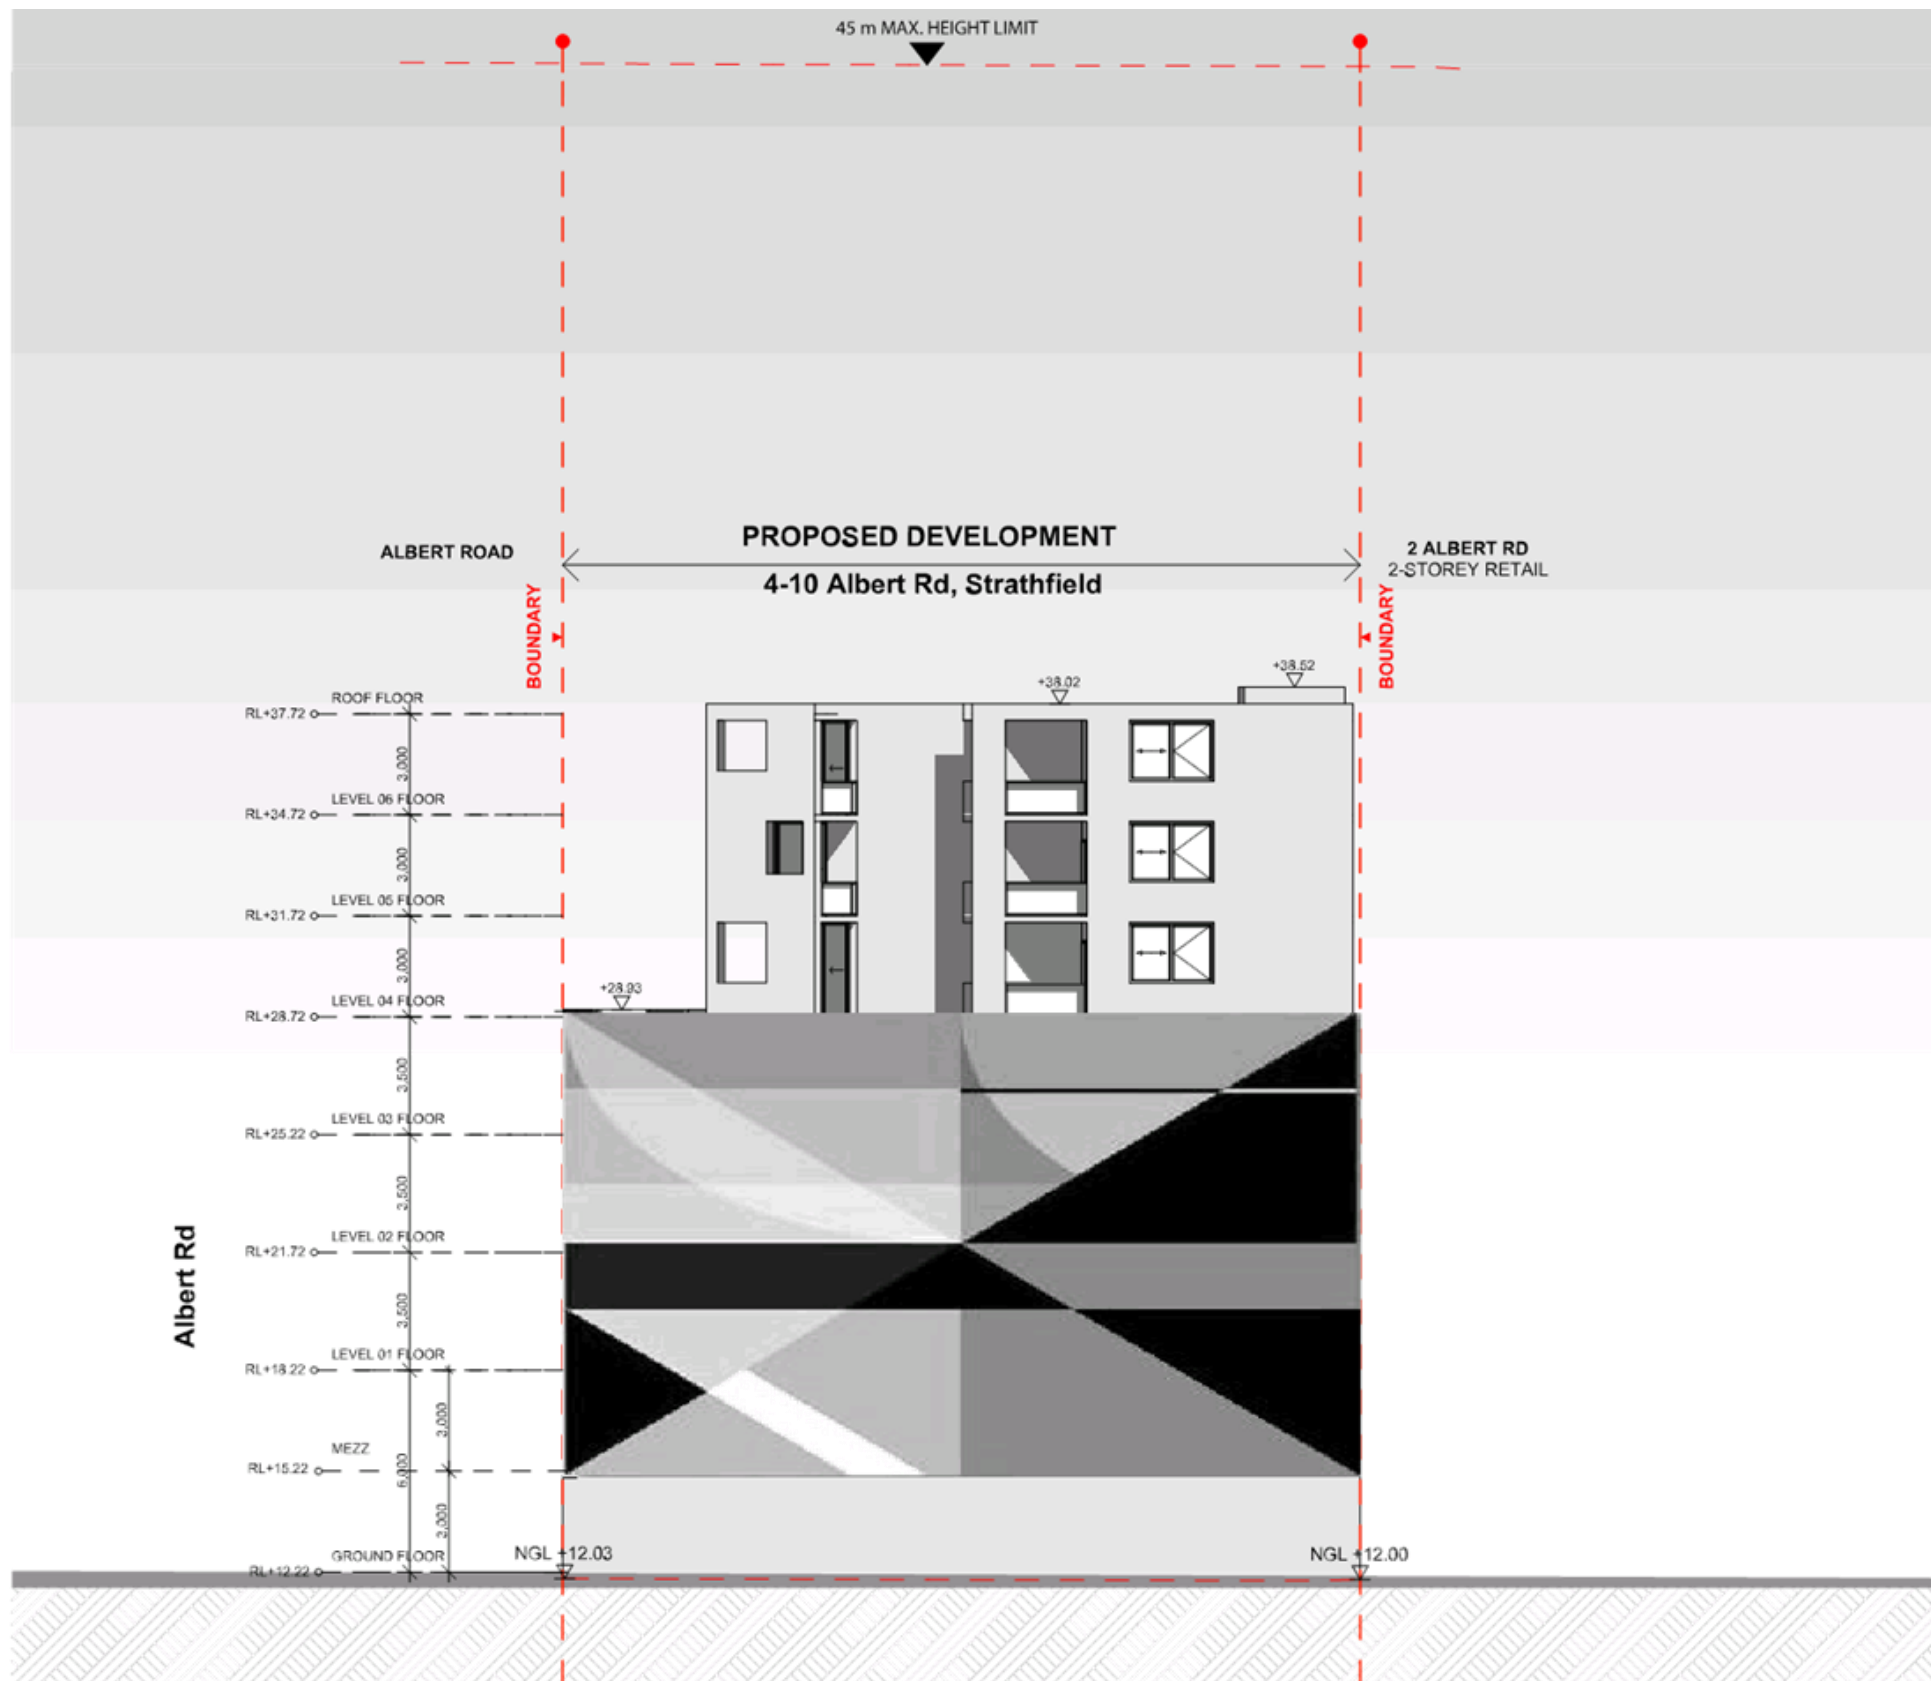 45 m MAX. HEIGHT LIMIT
PROPOSED DEVELOPMENT
4-10 Albert Rd, Strathfield
ALBERT ROAD
2 ALBERT RD
2-STOREY RETAIL
BOUNDARY
BOUNDARY
+38.52
+38.02
ROOF FLOOR
RL+37.72
3,000
LEVEL 06 FLOOR
RL+34.72
3,000
LEVEL 05 FLOOR
RL+31.72
3,000
+28.93
LEVEL 04 FLOOR
RL+28.72
3,500
LEVEL 03 FLOOR
RL+25.22
3,500
LEVEL 02 FLOOR
RL+21.72
3,500
LEVEL 01 FLOOR
RL+18.22
3,000
MEZZ
RL+15.22
6,000
3,000
GROUND FLOOR
RL+12.22
NGL +12.03
NGL +12.00
Albert Rd